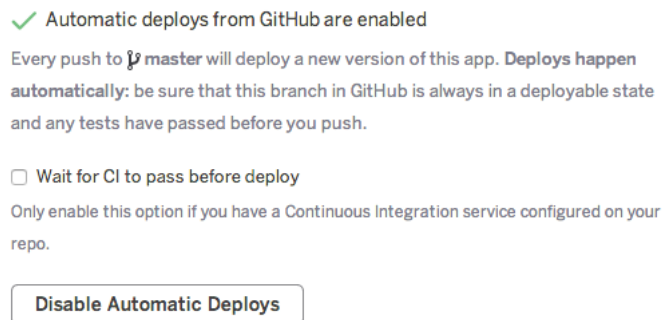 Automatic deploys from GitHub are enabled
Every push to master will deploy a new version of this app. Deploys happen
automatically: be sure that this branch in GitHub is always in a deployable state
and any tests have passed before you push.
Wait for CI to pass before deploy
Only enable this option if you have a Continuous Integration service configured on your
repo.
Disable Automatic Deploys